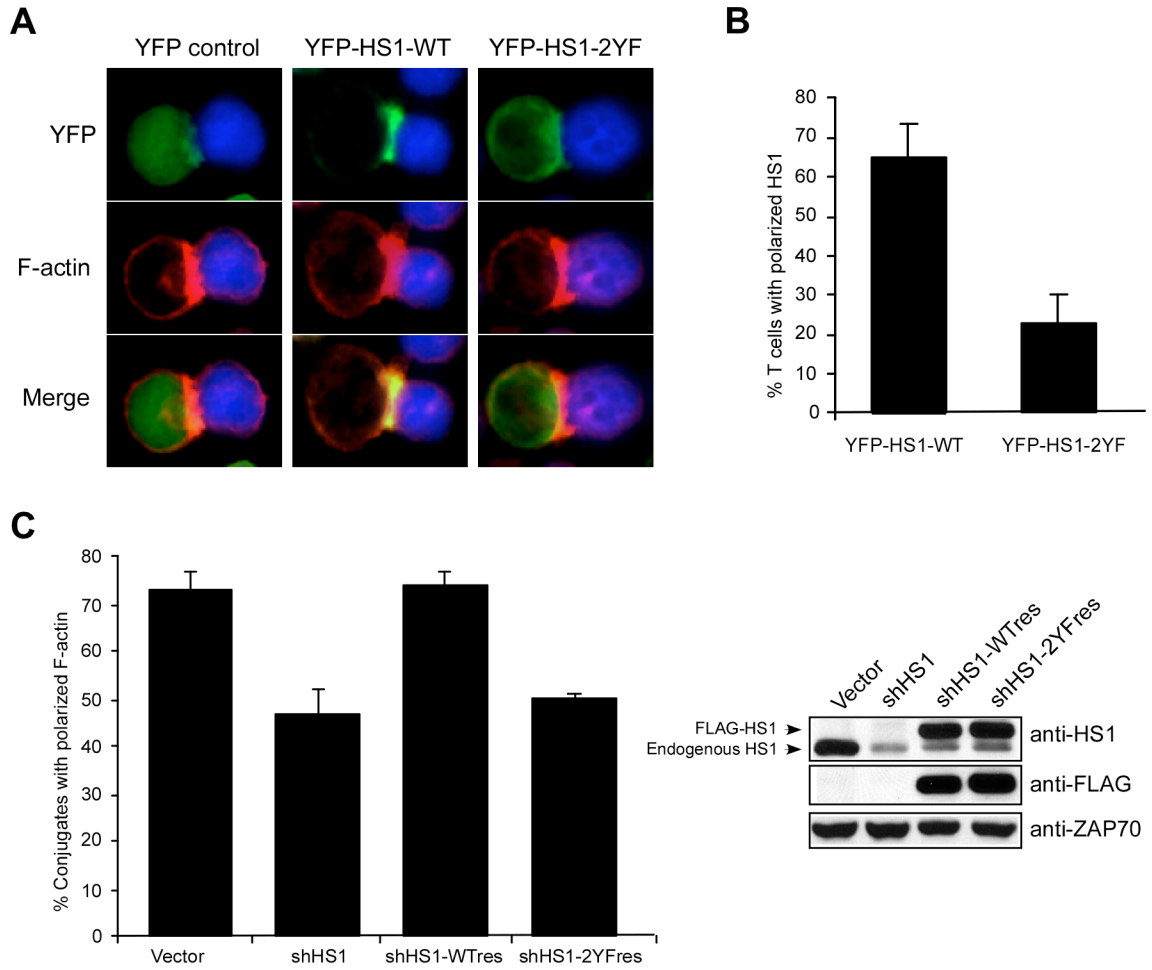 A
YFP control
YFP-HS1-WT
YFP-HS1-2YF
YFP
F-actin
Merge
B
% T cells with polarized HS1
80
70
60
50
40
30
20
10
0
YFP-HS1-WT
YFP-HS1-2YF
C
% Conjugates with polarized F-actin
80
70
60
50
40
30
20
10
0
Vector
shHS1
shHS1-WTres
shHS1-2YFres
Vector
shHS1
shHS1-WTres
shHS1-2YFres
FLAG-HS1
Endogenous HS1
anti-HS1
anti-FLAG
anti-ZAP70